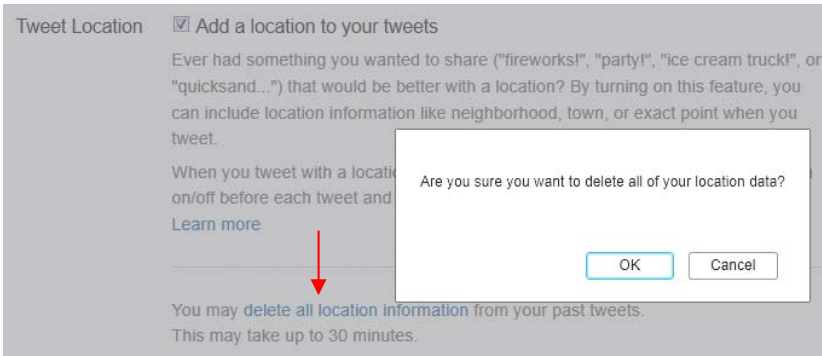 Tweet Location
Add a location to your tweets
Ever had something you wanted to share ("fireworks!", "party!", "ice cream truck!", or
"quicksand...") that would be better with a location? By turning on this feature, you
can include location information like neighborhood, town, or exact point when you
tweet.
When you tweet with a
on/off before each tweet and
Learn more
Are you sure you want to delete all of your location data?
OK Cancel
You may delete all location information from your past tweets.
This may take up to 30 minutes.